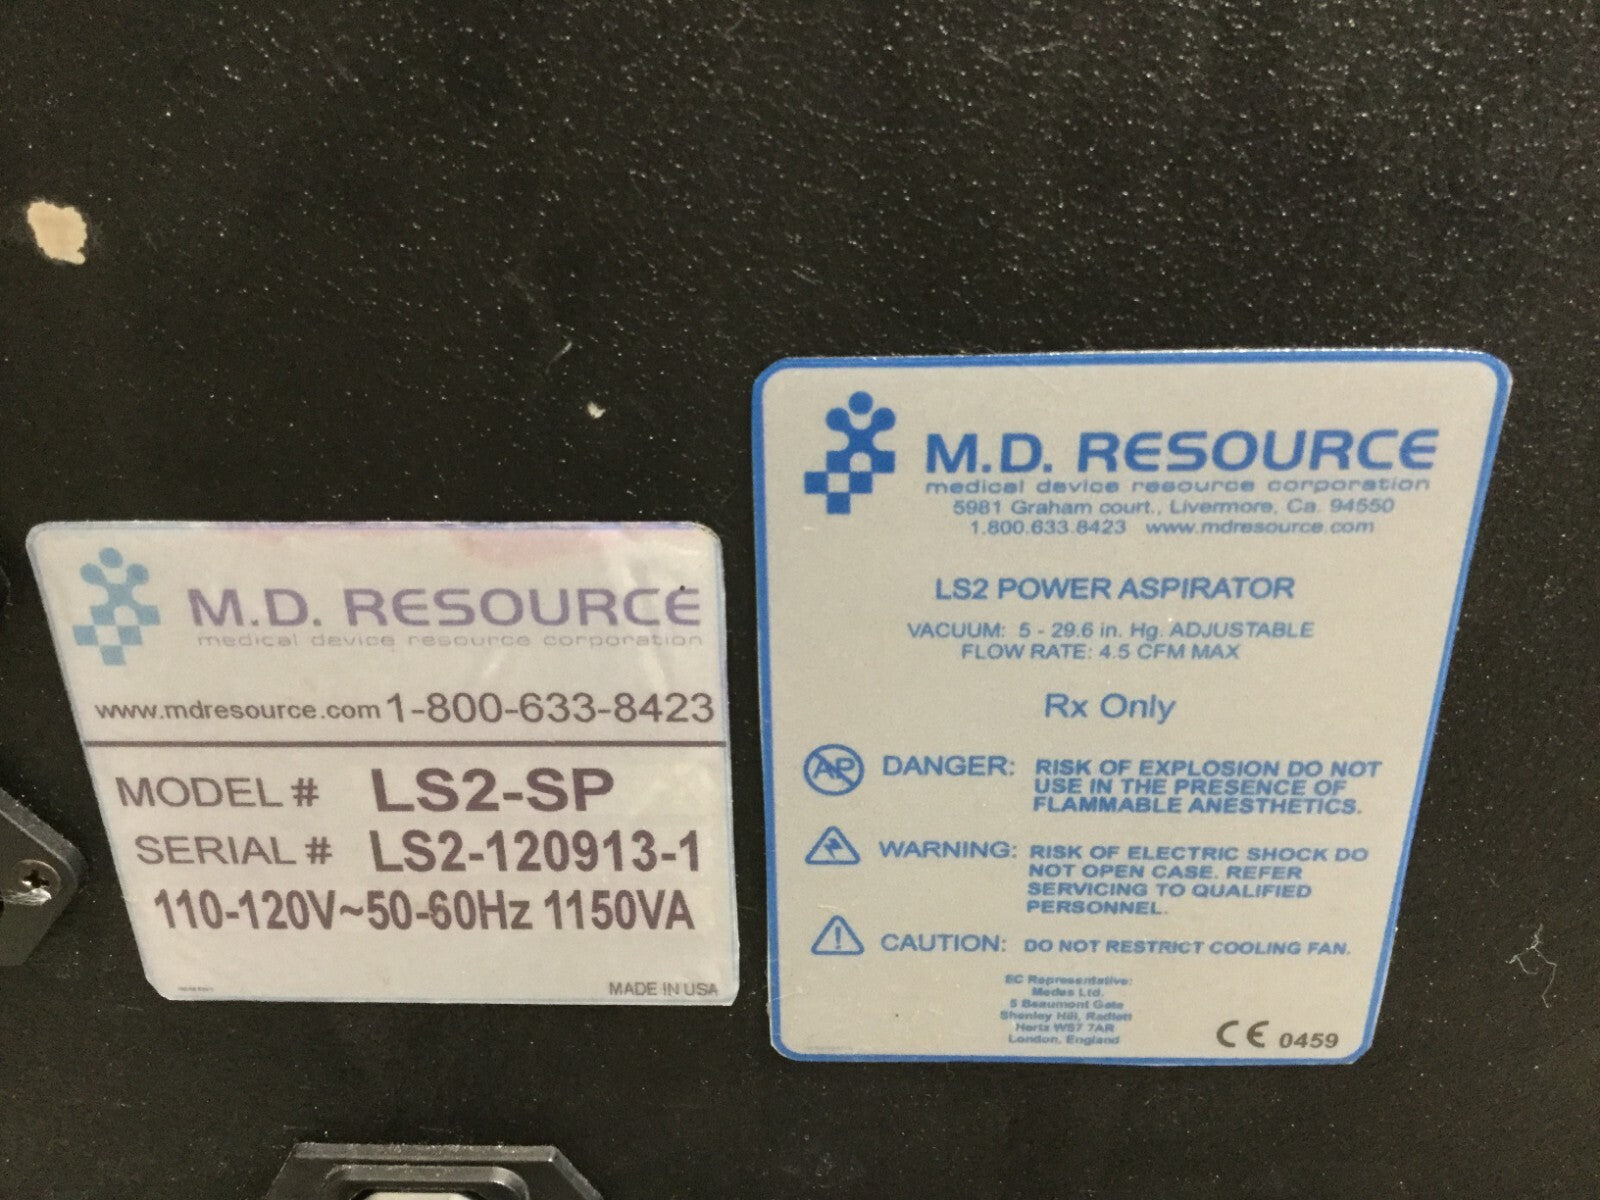 M.D. RESOURCE
medical device resource corporation
www.mdresource.com 1-800-633-8423
MODEL # LS2-SP
SERIAL # LS2-120913-1
110-120V~50-60Hz 1150VA
MADE IN USA
M.D. RESOURCE
medical device resource corporation
5981 Graham court., Livermore, Ca. 94550
1.800.633.8423 www.mdresource.com
LS2 POWER ASPIRATOR
VACUUM: 5 - 29.6 in. Hg. ADJUSTABLE
FLOW RATE: 4.5 CFM MAX
Rx Only
AP DANGER: RISK OF EXPLOSION DO NOT
USE IN THE PRESENCE OF
FLAMMABLE ANESTHETICS.
WARNING: RISK OF ELECTRIC SHOCK DO
NOT OPEN CASE. REFER
SERVICING TO QUALIFIED
PERSONNEL.
CAUTION: DO NOT RESTRICT COOLING FAN.
EC Representative:
Medes Ltd.
5 Beaumont Gate
Shenley Hill, Radlett
Herts WS7 7AR
London, England
CE 0459